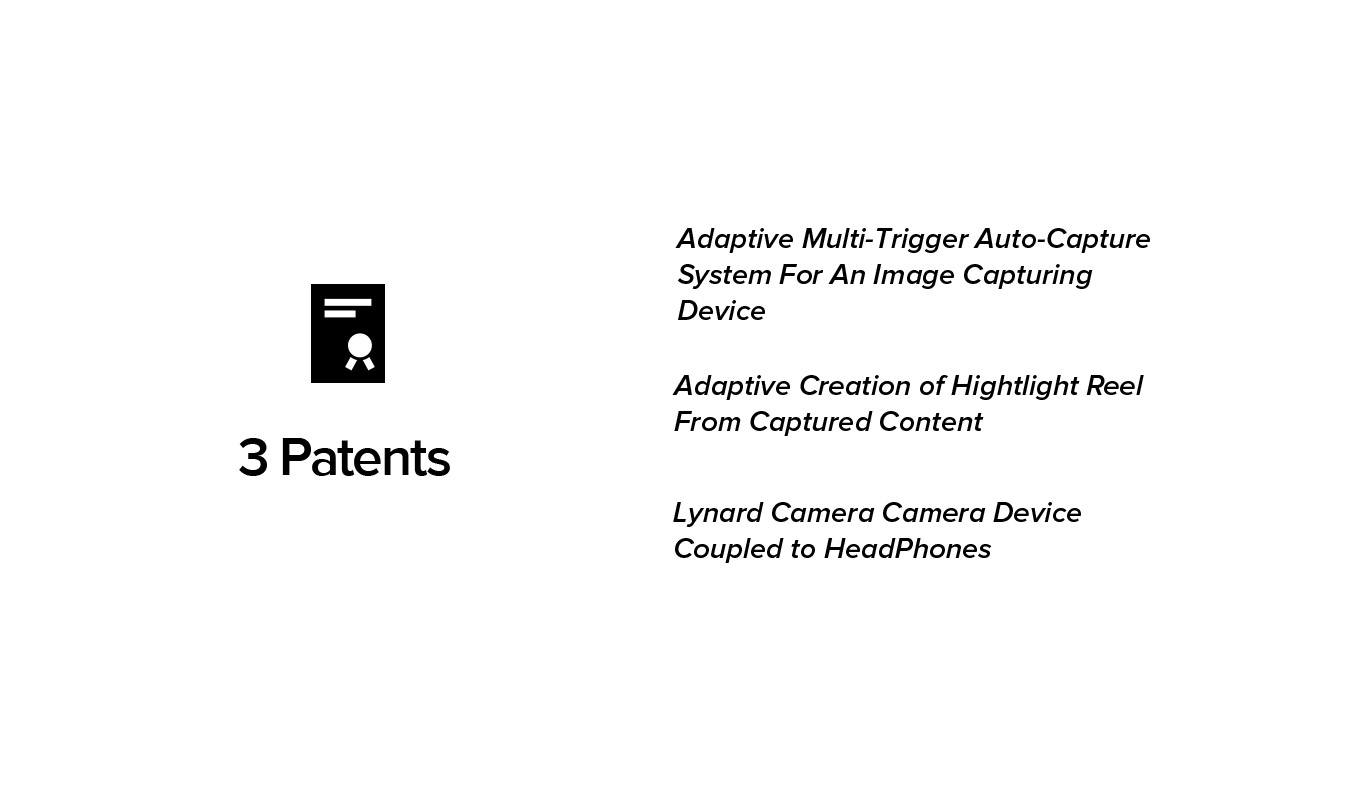 3 Patents
Adaptive Multi-Trigger Auto-Capture
System For An Image Capturing
Device
Adaptive Creation of Hightlight Reel
From Captured Content
Lynard Camera Camera Device
Coupled to HeadPhones